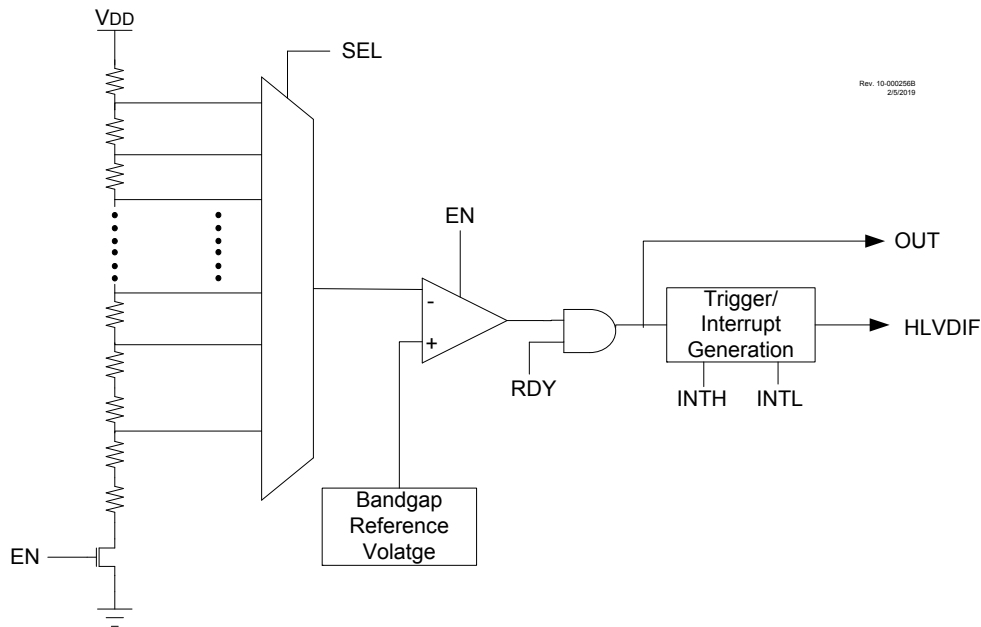 VDD
SEL
Rev. 10-000256B
2/5/2019
EN
OUT
-
+
Trigger/
Interrupt
Generation
HLVDIF
RDY
INTH
INTL
Bandgap
Reference
Volatge
EN